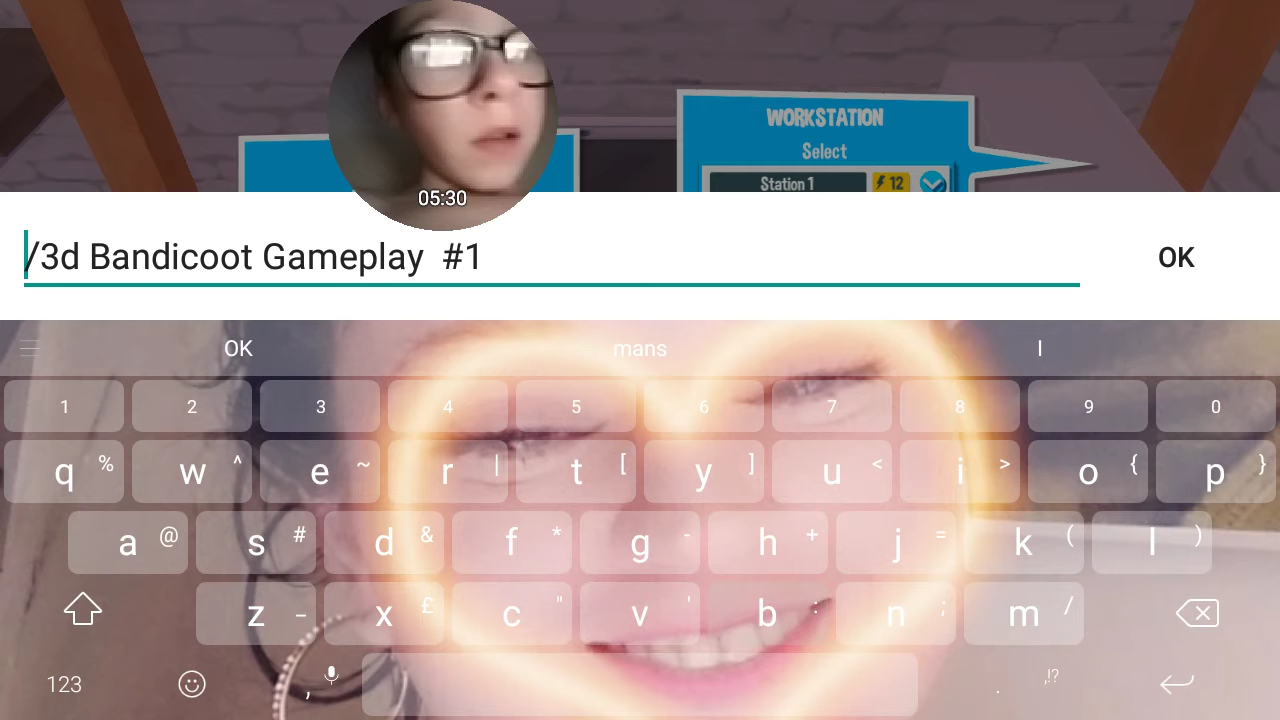 WORKSTATION
Select
Station 1 12
05:30
/3d Bandicoot Gameplay  #1
OK
OK mans I
1 2 3 4 5 6 7 8 9 0
q % w ^ e ~ r | t [ y ] u < i > o { p }
a @ s # d & f * g - h + j = k ( l )
z _ x £ c " v ' b : n ; m /
123 , . ,!?